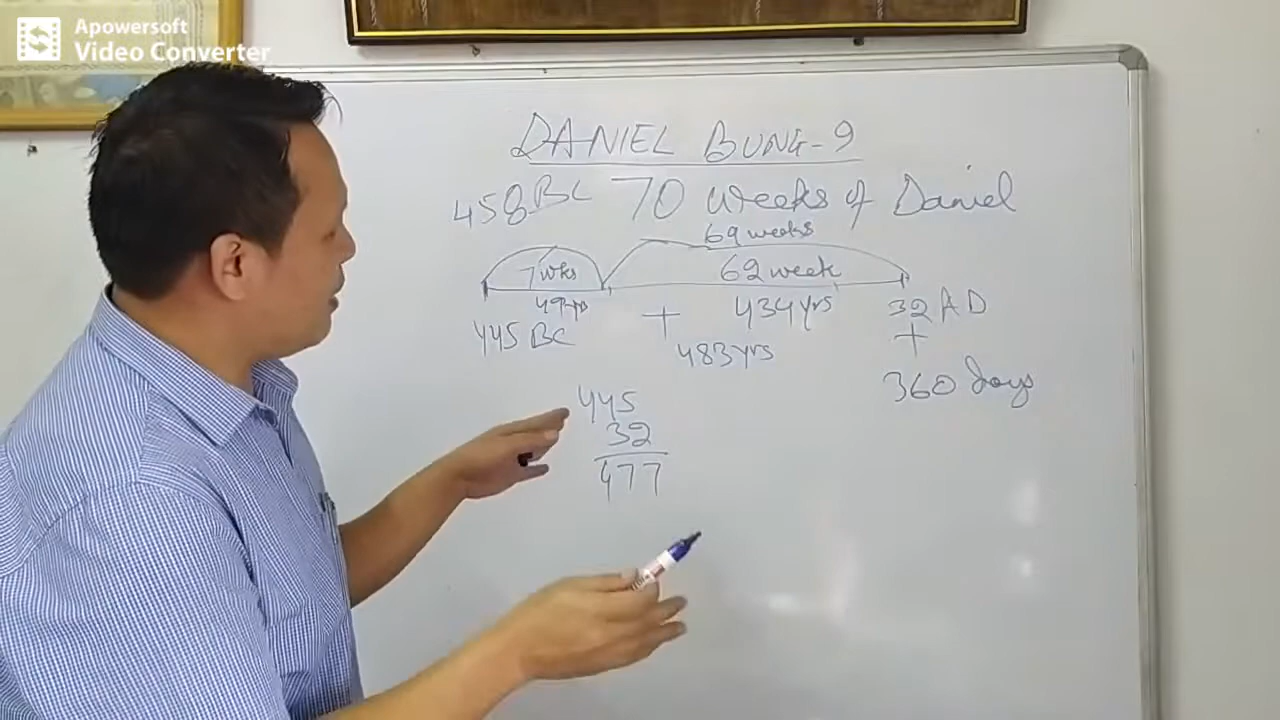 Apowersoft
Video Converter
DANIEL BUNG-9
458 BC 70 weeks of Daniel
69 weeks
7 wks 62 week
49 yrs + 434 yrs 32 AD
445 BC 483 yrs +
360 days
445
32
477